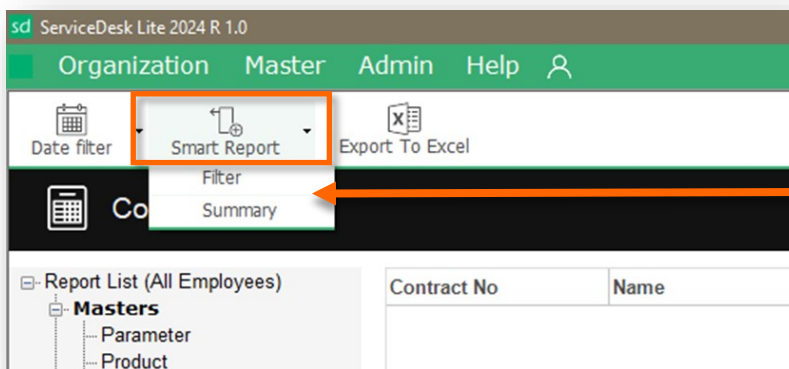 sd ServiceDesk Lite 2024 R 1.0
Organization Master Admin Help
Date filter Smart Report Export To Excel
Filter
Co
Summary
Report List (All Employees)
Contract No Name
Masters
Parameter
Product